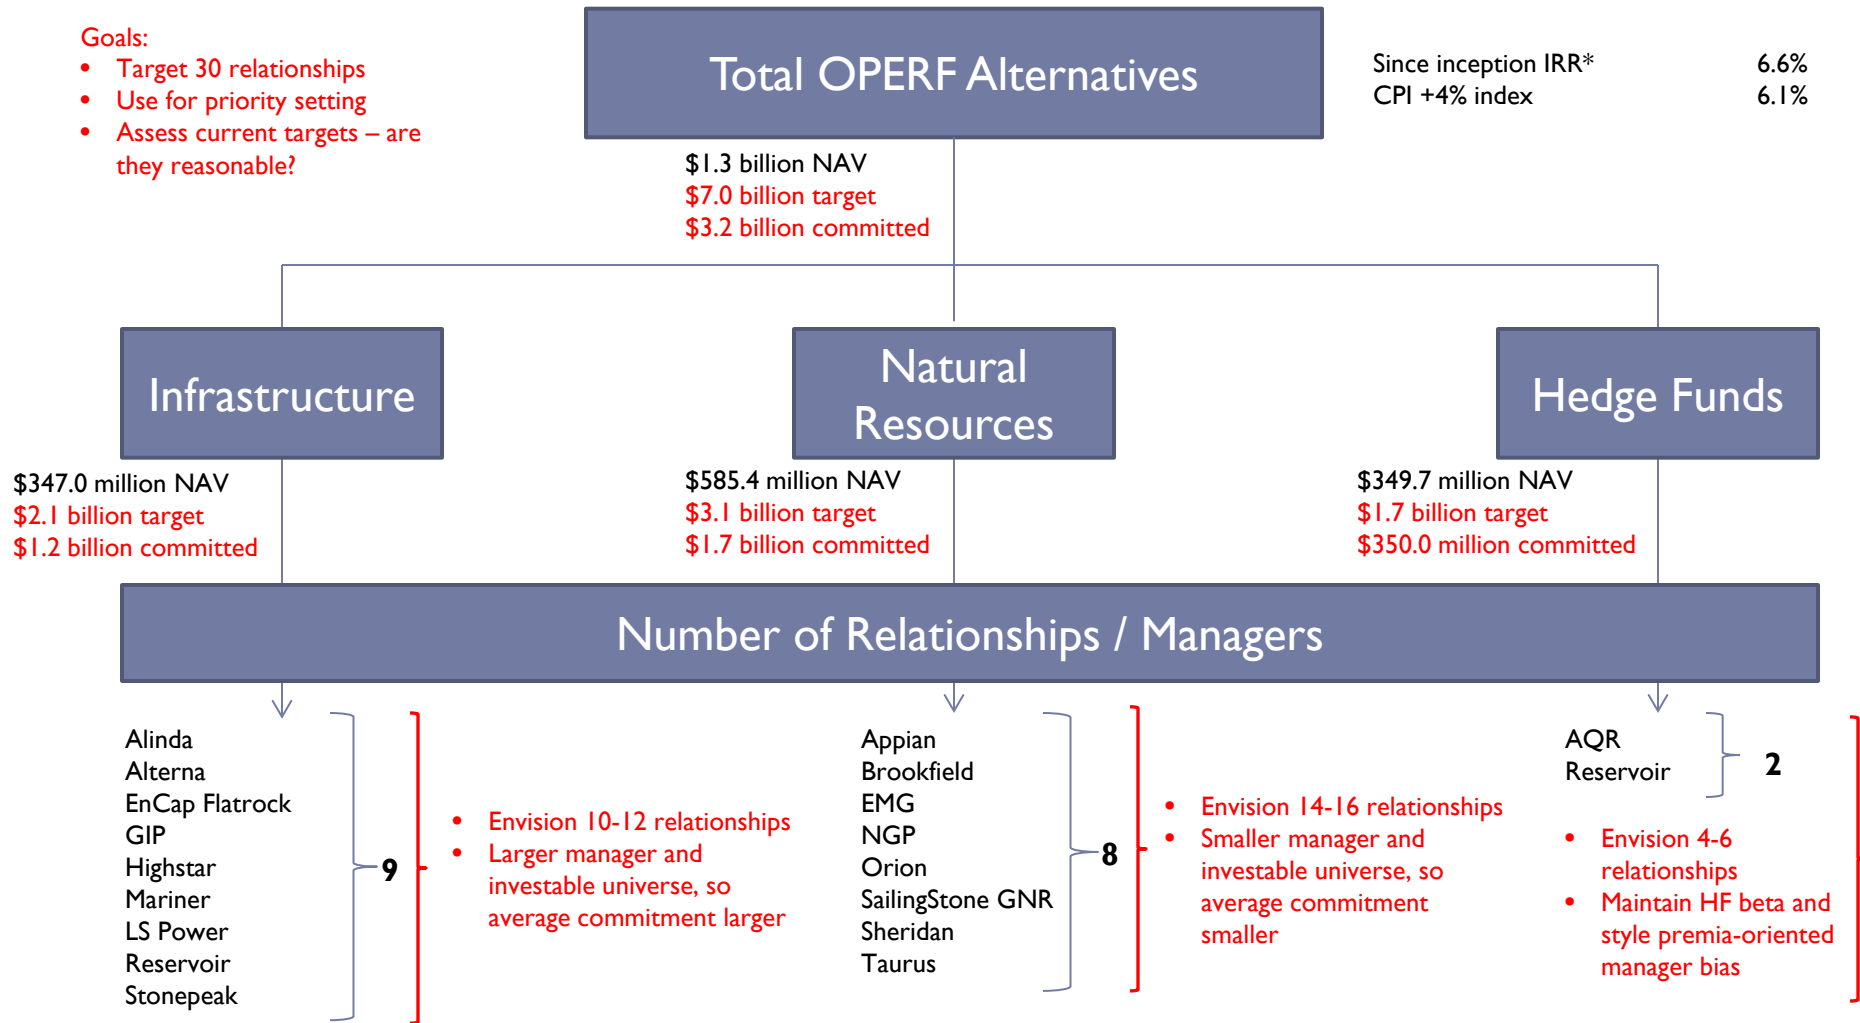 Goals:
• Target 30 relationships
• Use for priority setting
• Assess current targets – are
they reasonable?
Total OPERF Alternatives
Since inception IRR* 6.6%
CPI +4% index 6.1%
$1.3 billion NAV
$7.0 billion target
$3.2 billion committed
Infrastructure
Natural
Resources
Hedge Funds
$347.0 million NAV
$2.1 billion target
$1.2 billion committed
$585.4 million NAV
$3.1 billion target
$1.7 billion committed
$349.7 million NAV
$1.7 billion target
$350.0 million committed
Number of Relationships / Managers
Alinda
Alterna
EnCap Flatrock
GIP
Highstar
Mariner
LS Power
Reservoir
Stonepeak
9
• Envision 10-12 relationships
• Larger manager and
investable universe, so
average commitment larger
Appian
Brookfield
EMG
NGP
Orion
SailingStone GNR
Sheridan
Taurus
8
• Envision 14-16 relationships
• Smaller manager and
investable universe, so
average commitment
smaller
AQR
Reservoir
2
• Envision 4-6
relationships
• Maintain HF beta and
style premia-oriented
manager bias